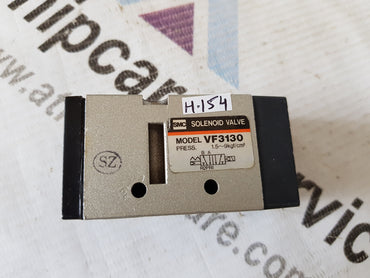 H-154
SMC SOLENOID VALVE
MODEL VF3130
PRESS. 1.5~9kgf/cm²
B A
SZ